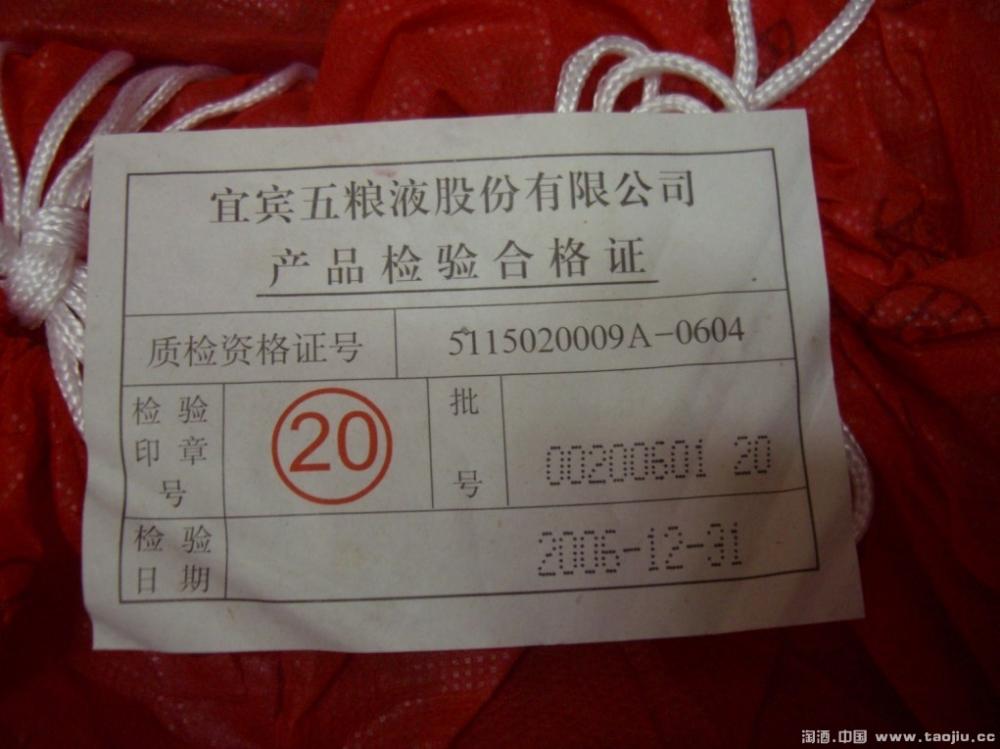 宜宾五粮液股份有限公司
产品检验合格证
质检资格证号 5115020009A-0604
检验印章号 20 批号 00200601 20
检验日期 2006-12-31
淘酒.中国 www.taojiu.cc